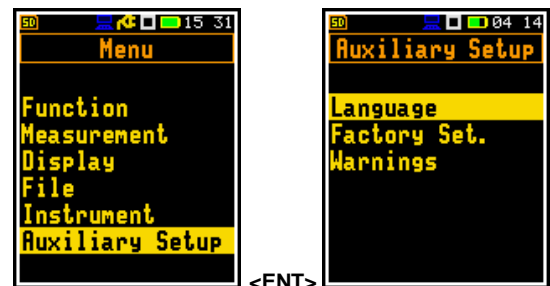 SD 15 31
Menu
Function
Measurement
Display
File
Instrument
Auxiliary Setup
<ENT>
SD 04 14
Auxiliary Setup
Language
Factory Set.
Warnings